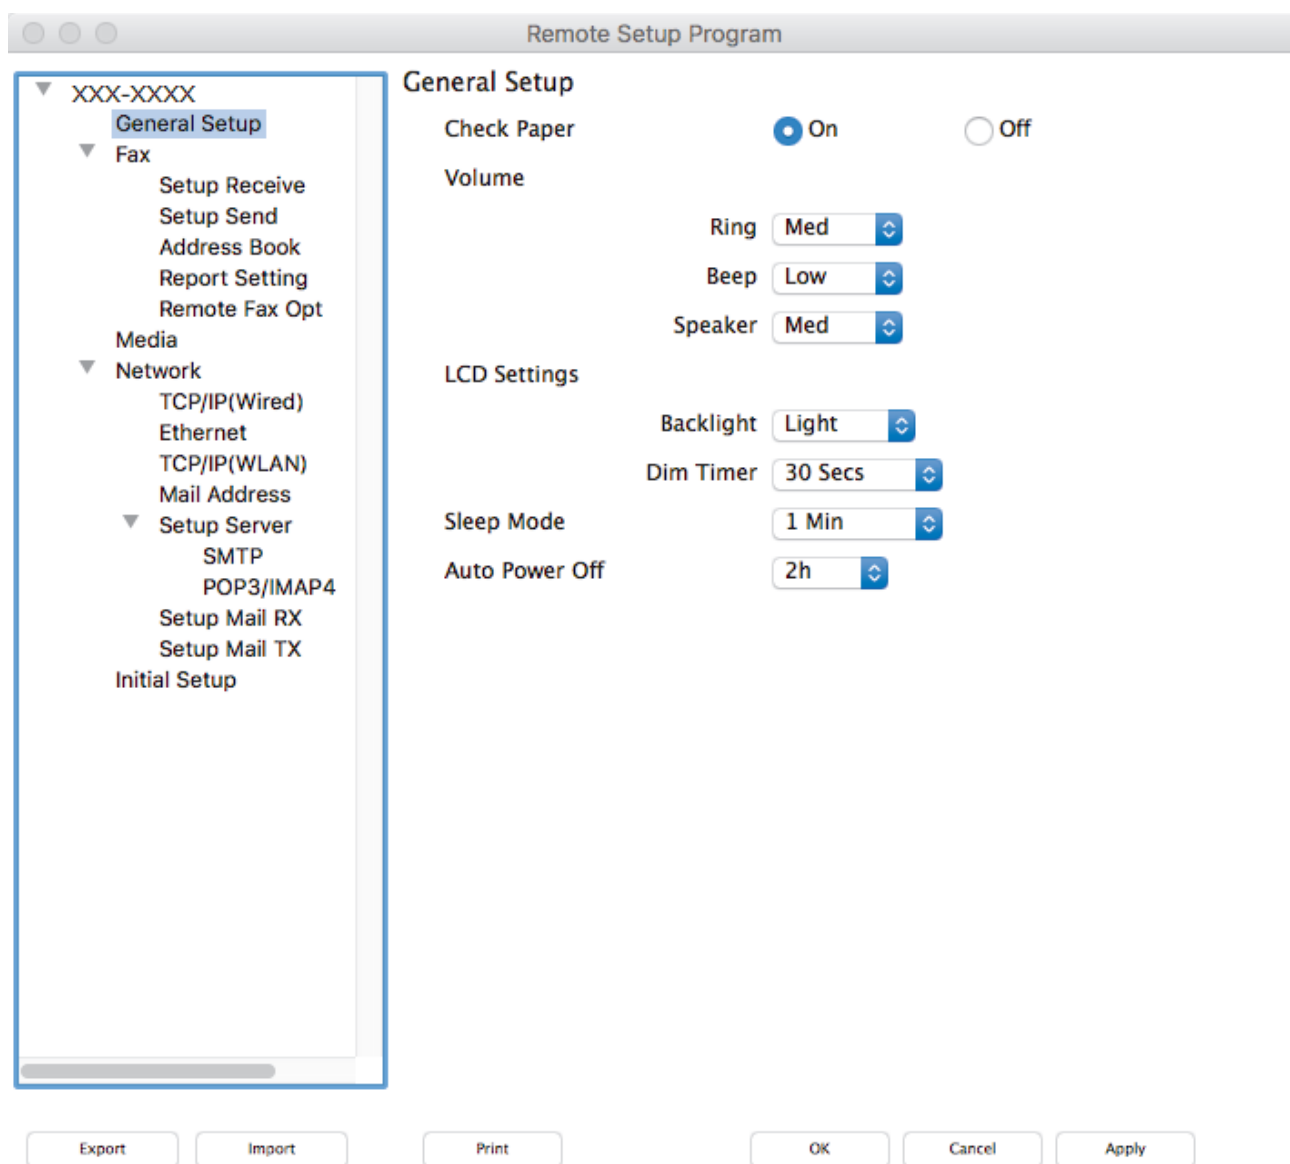 Remote Setup Program
XXX-XXXX
General Setup
Fax
Setup Receive
Setup Send
Address Book
Report Setting
Remote Fax Opt
Media
Network
TCP/IP(Wired)
Ethernet
TCP/IP(WLAN)
Mail Address
Setup Server
SMTP
POP3/IMAP4
Setup Mail RX
Setup Mail TX
Initial Setup
General Setup
Check Paper On Off
Volume
Ring Med
Beep Low
Speaker Med
LCD Settings
Backlight Light
Dim Timer 30 Secs
Sleep Mode 1 Min
Auto Power Off 2h
Export Import Print OK Cancel Apply